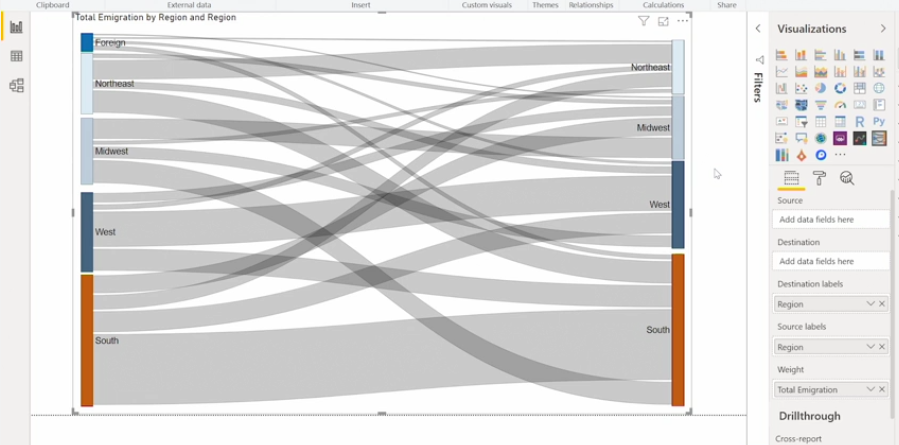 Clipboard External data Insert Custom visuals Themes Relationships Calculations Share
Total Emigration by Region and Region
Foreign
Northeast
Midwest
West
South
Northeast
Midwest
West
South
Filters
Visualizations
R Py
Source
Add data fields here
Destination
Add data fields here
Destination labels
Region
Source labels
Region
Weight
Total Emigration
Drillthrough
Cross-report